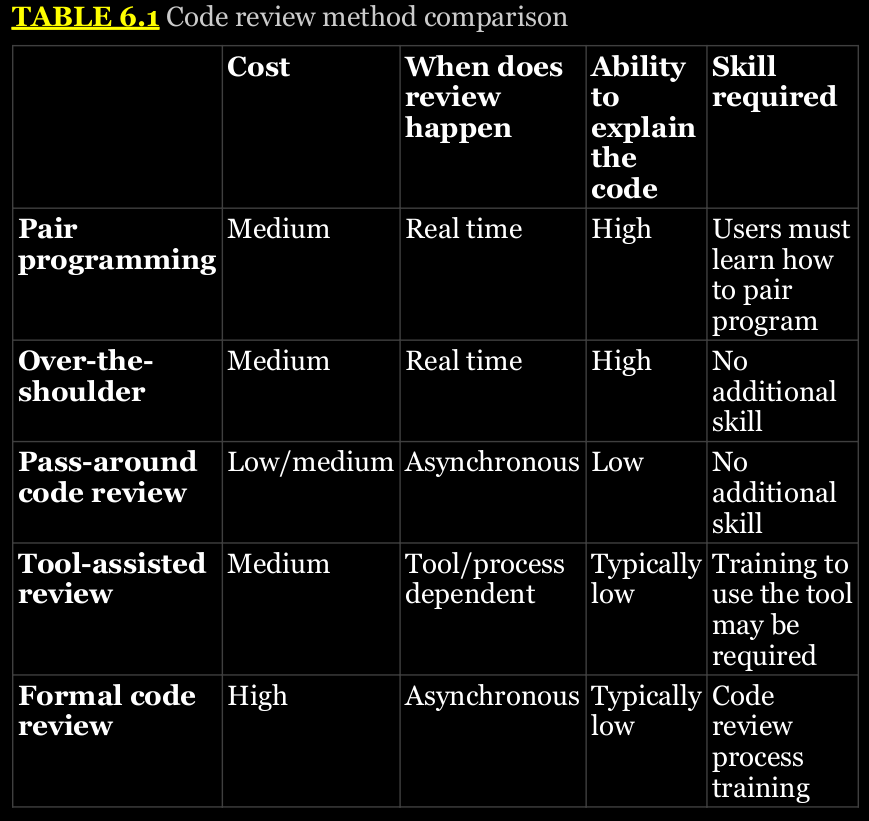 TABLE 6.1 Code review method comparison
Cost
When does
review
happen
Ability
to
explain
the
code
Skill
required
Pair
programming
Medium
Real time
High
Users must
learn how
to pair
program
Over-the-
shoulder
Medium
Real time
High
No
additional
skill
Pass-around
code review
Low/medium
Asynchronous
Low
No
additional
skill
Tool-assisted
review
Medium
Tool/process
dependent
Typically
low
Training to
use the tool
may be
required
Formal code
review
High
Asynchronous
Typically
low
Code
review
process
training